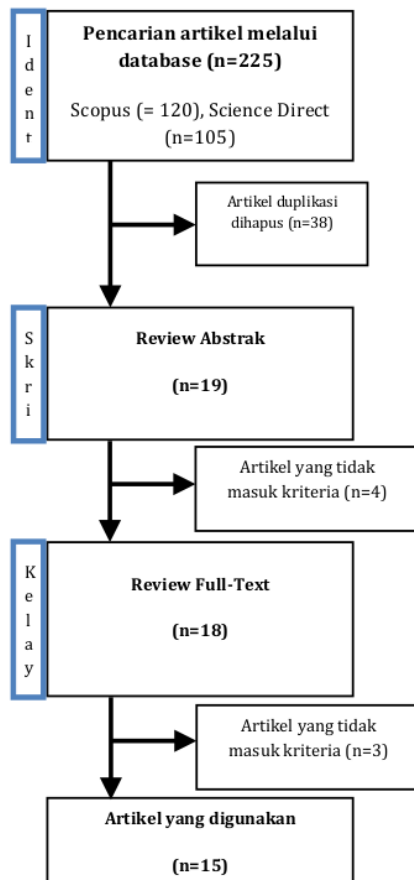 I
d
e
n
t
Pencarian artikel melalui
database (n=225)
Scopus (= 120), Science Direct
(n=105)
Artikel duplikasi
dihapus (n=38)
S
k
r
i
Review Abstrak
(n=19)
Artikel yang tidak
masuk kriteria (n=4)
K
e
l
a
y
Review Full-Text
(n=18)
Artikel yang tidak
masuk kriteria (n=3)
Artikel yang digunakan
(n=15)